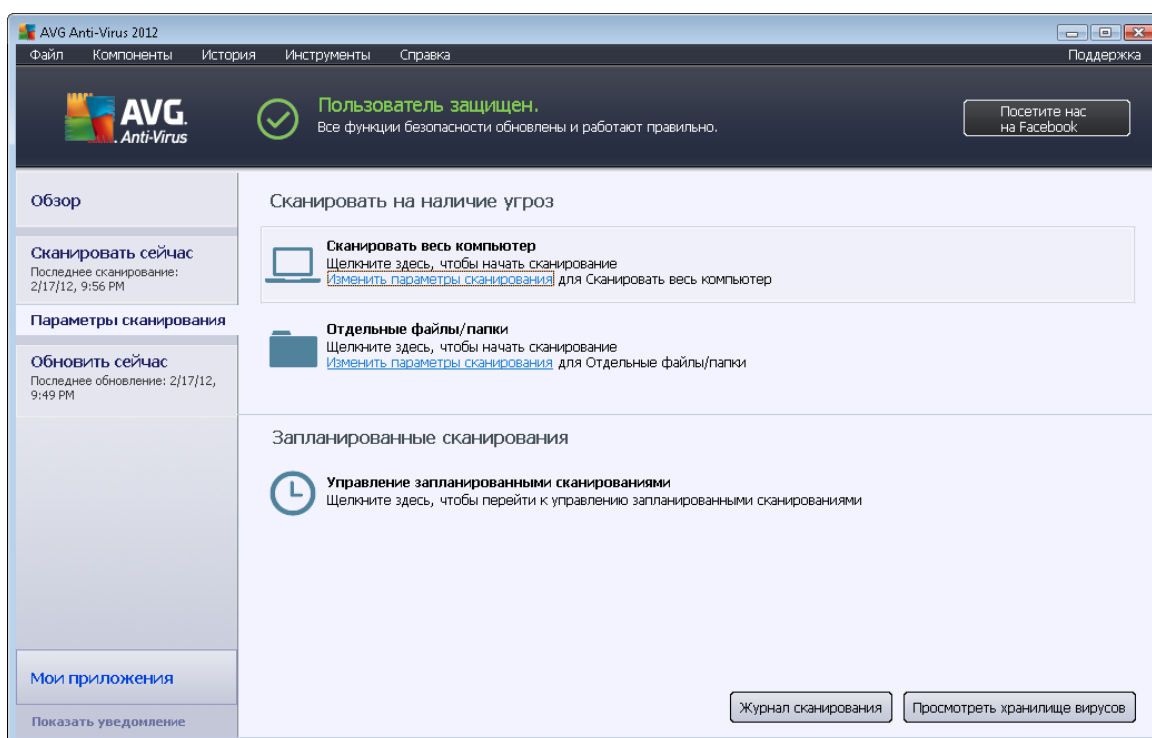 AVG Anti-Virus 2012
Файл Компоненты История Инструменты Справка Поддержка
AVG.
Anti-Virus
Пользователь защищен.
Все функции безопасности обновлены и работают правильно.
Посетите нас
на Facebook
Обзор
Сканировать сейчас
Последнее сканирование:
2/17/12, 9:56 PM
Параметры сканирования
Обновить сейчас
Последнее обновление: 2/17/12,
9:49 PM
Мои приложения
Показать уведомление
Сканировать на наличие угроз
Сканировать весь компьютер
Щелкните здесь, чтобы начать сканирование
Изменить параметры сканирования для Сканировать весь компьютер
Отдельные файлы/папки
Щелкните здесь, чтобы начать сканирование
Изменить параметры сканирования для Отдельные файлы/папки
Запланированные сканирования
Управление запланированными сканированиями
Щелкните здесь, чтобы перейти к управлению запланированными сканированиями
Журнал сканирования
Просмотреть хранилище вирусов